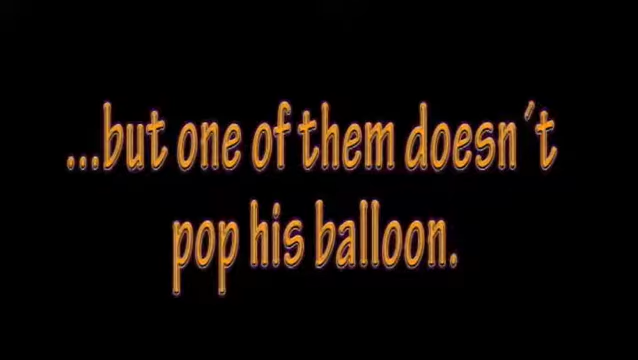 ...but one of them doesn´t
pop his balloon.